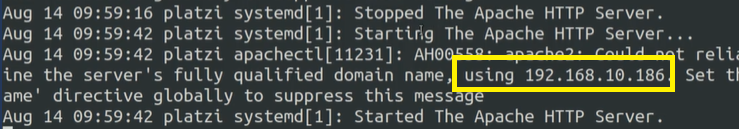 Aug 14 09:59:16 platzi systemd[1]: Stopped The Apache HTTP Server.
Aug 14 09:59:42 platzi systemd[1]: Starting The Apache HTTP Server...
Aug 14 09:59:42 platzi apachectl[11231]: AH00558: apache2: Could not relia
ine the server's fully qualified domain name, using 192.168.10.186. Set th
ame' directive globally to suppress this message
Aug 14 09:59:42 platzi systemd[1]: Started The Apache HTTP Server.